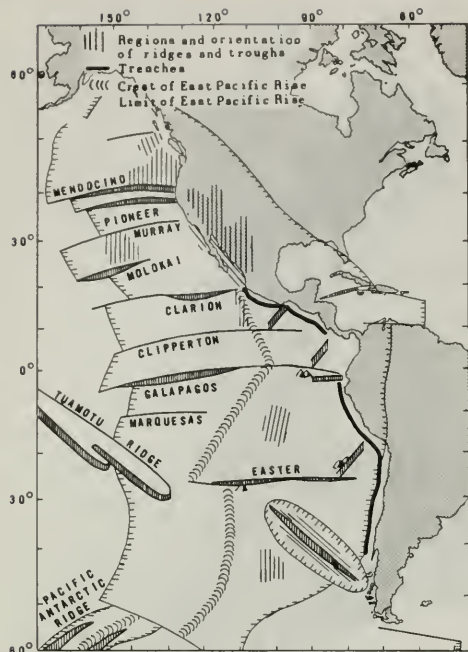 150° 120° 90° 60°
Regions and orientation
of ridges and troughs
Trenches
Crest of East Pacific Rise
Limit of East Pacific Rise
60°
MENDOCINO
PIONEER
MURRAY
30°
MOLOKAI
CLARION
CLIPPERTON
0°
GALAPAGOS
MARQUESAS
TUAMOTU
RIDGE
EASTER
30°
PACIFIC
ANTARCTIC
RIDGE
60°